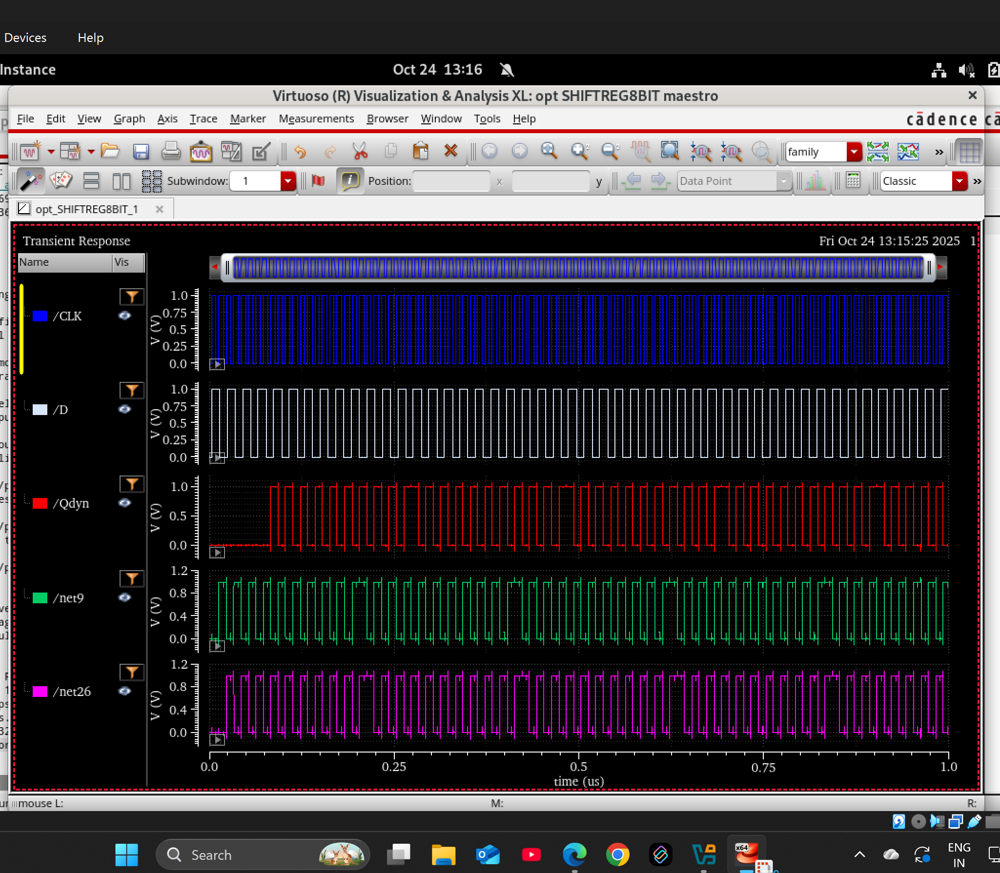 Devices Help
Instance Oct 24 13:16
Virtuoso (R) Visualization & Analysis XL: opt SHIFTREG8BIT maestro
File Edit View Graph Axis Trace Marker Measurements Browser Window Tools Help cādence
family
Subwindow: 1 Position: x y Data Point Classic
opt_SHIFTREG8BIT_1
Transient Response Fri Oct 24 13:15:25 2025 1
Name Vis
/CLK
V (V)
1.0
0.75
0.5
0.25
0.0
/D
V (V)
1.0
0.75
0.5
0.25
0.0
/Qdyn
V (V)
1.0
0.5
0.0
/net9
V (V)
1.2
0.8
0.4
0.0
/net26
V (V)
1.2
0.8
0.4
0.0
0.0 0.25 0.5 0.75 1.0
time (us)
mouse L: M: R:
Search
x64
ENG
IN